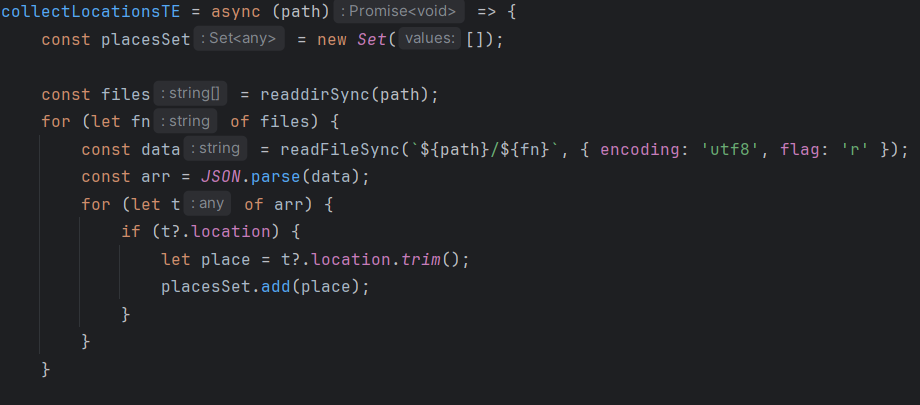 collectLocationsTE = async (path) : Promise<void> => {
    const placesSet : Set<any> = new Set( values: []);

    const files : string[] = readdirSync(path);
    for (let fn : string of files) {
        const data : string = readFileSync(`${path}/${fn}`, { encoding: 'utf8', flag: 'r' });
        const arr = JSON.parse(data);
        for (let t : any of arr) {
            if (t?.location) {
                let place = t?.location.trim();
                placesSet.add(place);
            }
        }
    }